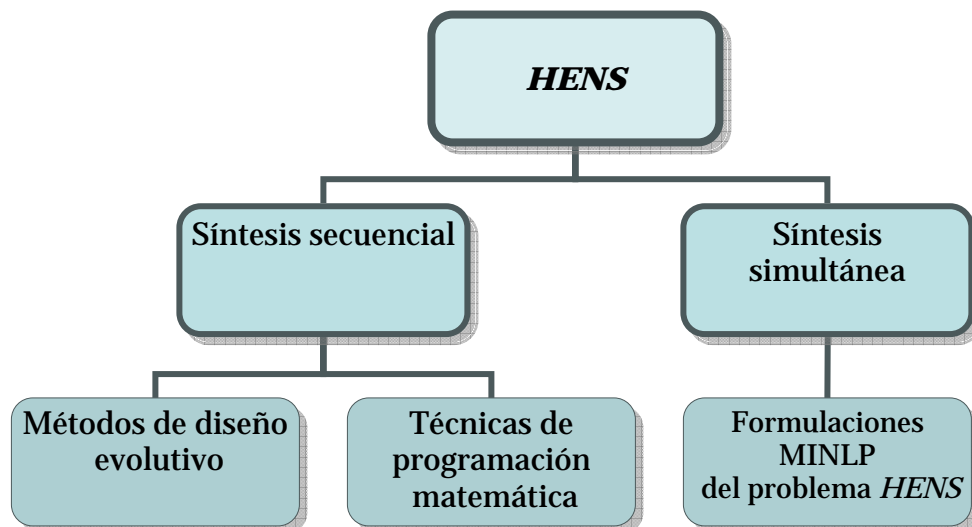 HENS
Síntesis secuencial
Síntesis
simultánea
Métodos de diseño
evolutivo
Técnicas de
programación
matemática
Formulaciones
MINLP
del problema HENS